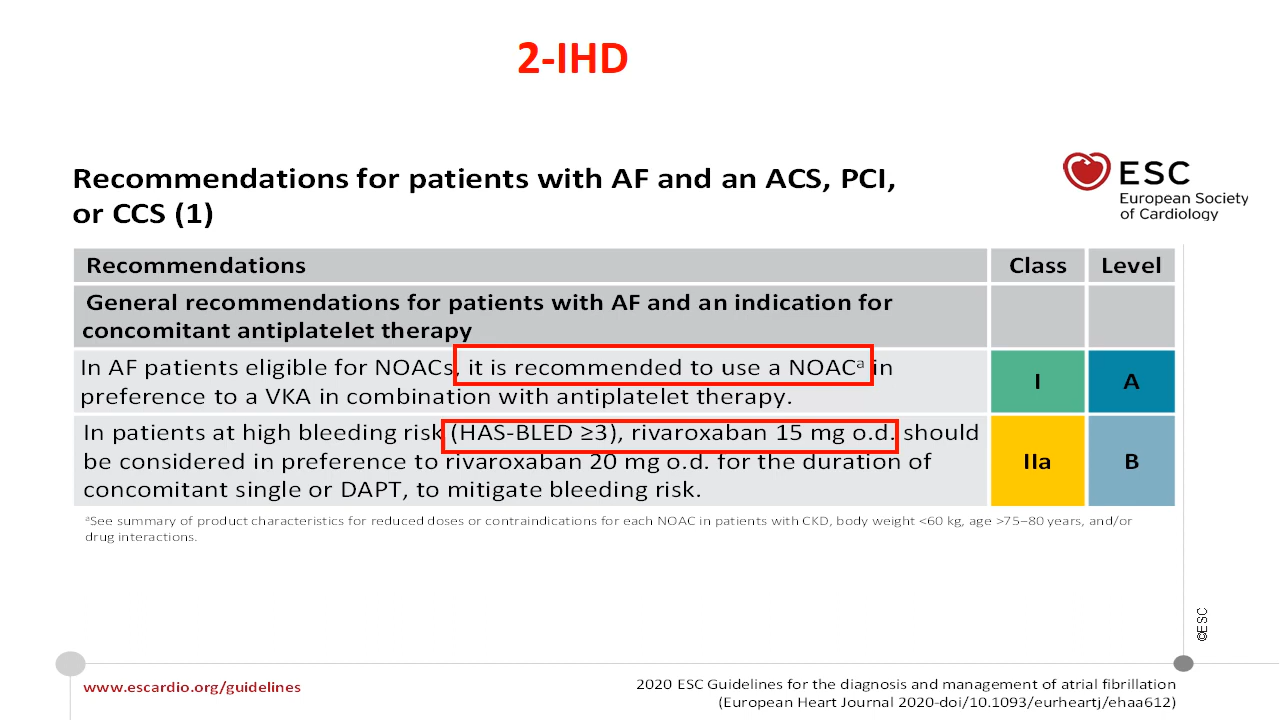 2-IHD
Recommendations for patients with AF and an ACS, PCI,
or CCS (1)
ESC
European Society
of Cardiology
Recommendations
Class
Level
General recommendations for patients with AF and an indication for
concomitant antiplatelet therapy
In AF patients eligible for NOACs, it is recommended to use a NOACᵃ in
preference to a VKA in combination with antiplatelet therapy.
I
A
In patients at high bleeding risk (HAS-BLED ≥3), rivaroxaban 15 mg o.d. should
be considered in preference to rivaroxaban 20 mg o.d. for the duration of
concomitant single or DAPT, to mitigate bleeding risk.
IIa
B
ᵃSee summary of product characteristics for reduced doses or contraindications for each NOAC in patients with CKD, body weight <60 kg, age >75–80 years, and/or
drug interactions.
©ESC
www.escardio.org/guidelines
2020 ESC Guidelines for the diagnosis and management of atrial fibrillation
(European Heart Journal 2020-doi/10.1093/eurheartj/ehaa612)